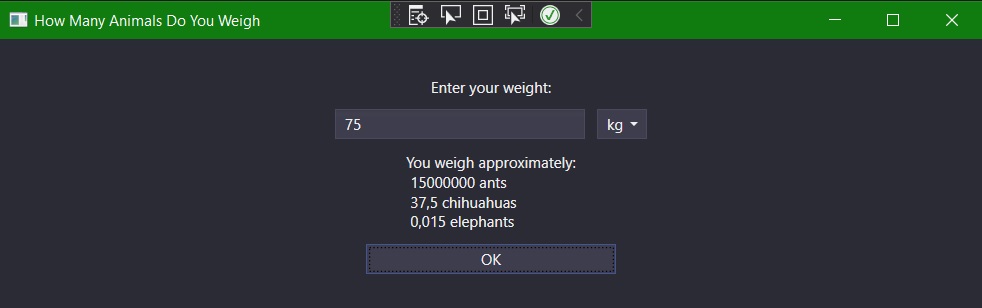 How Many Animals Do You Weigh
Enter your weight:
75
kg
You weigh approximately:
15000000 ants
37,5 chihuahuas
0,015 elephants
OK